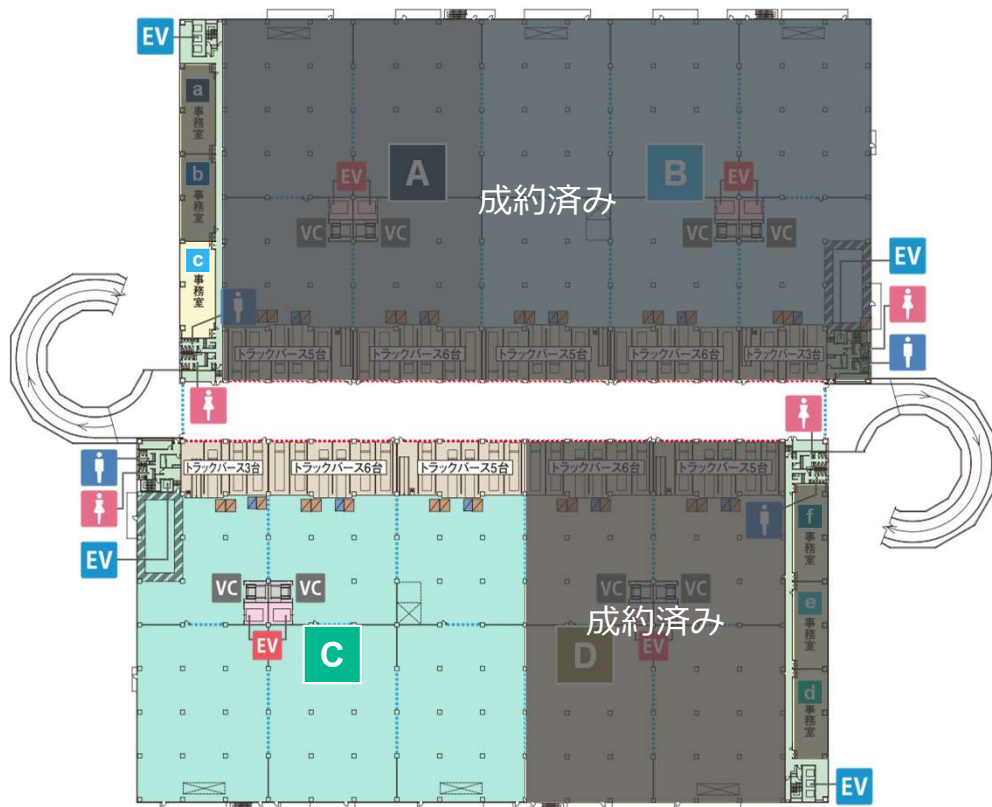 EV
a
事務室
b
事務室
c
事務室
A
B
EV
EV
成約済み
VC
VC
VC
VC
EV
トラックバース5台
トラックバース6台
トラックバース5台
トラックバース6台
トラックバース3台
トラックバース3台
トラックバース6台
トラックバース5台
トラックバース6台
トラックバース5台
EV
f
事務室
VC
VC
VC
VC
e
事務室
成約済み
EV
EV
C
D
d
事務室
EV